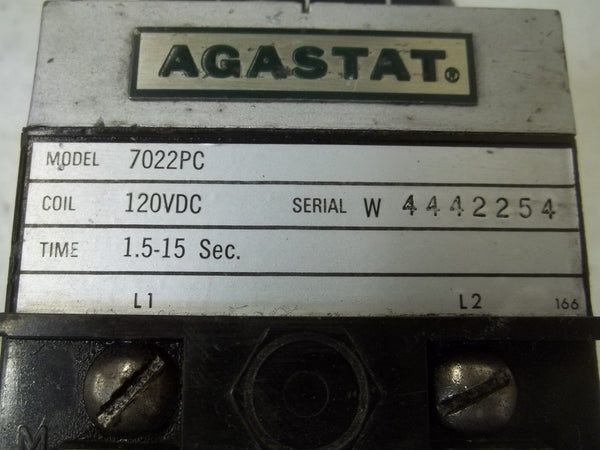 AGASTAT®
MODEL 7022PC
COIL 120VDC SERIAL W 4442254
TIME 1.5-15 Sec.
L1 L2 166
M